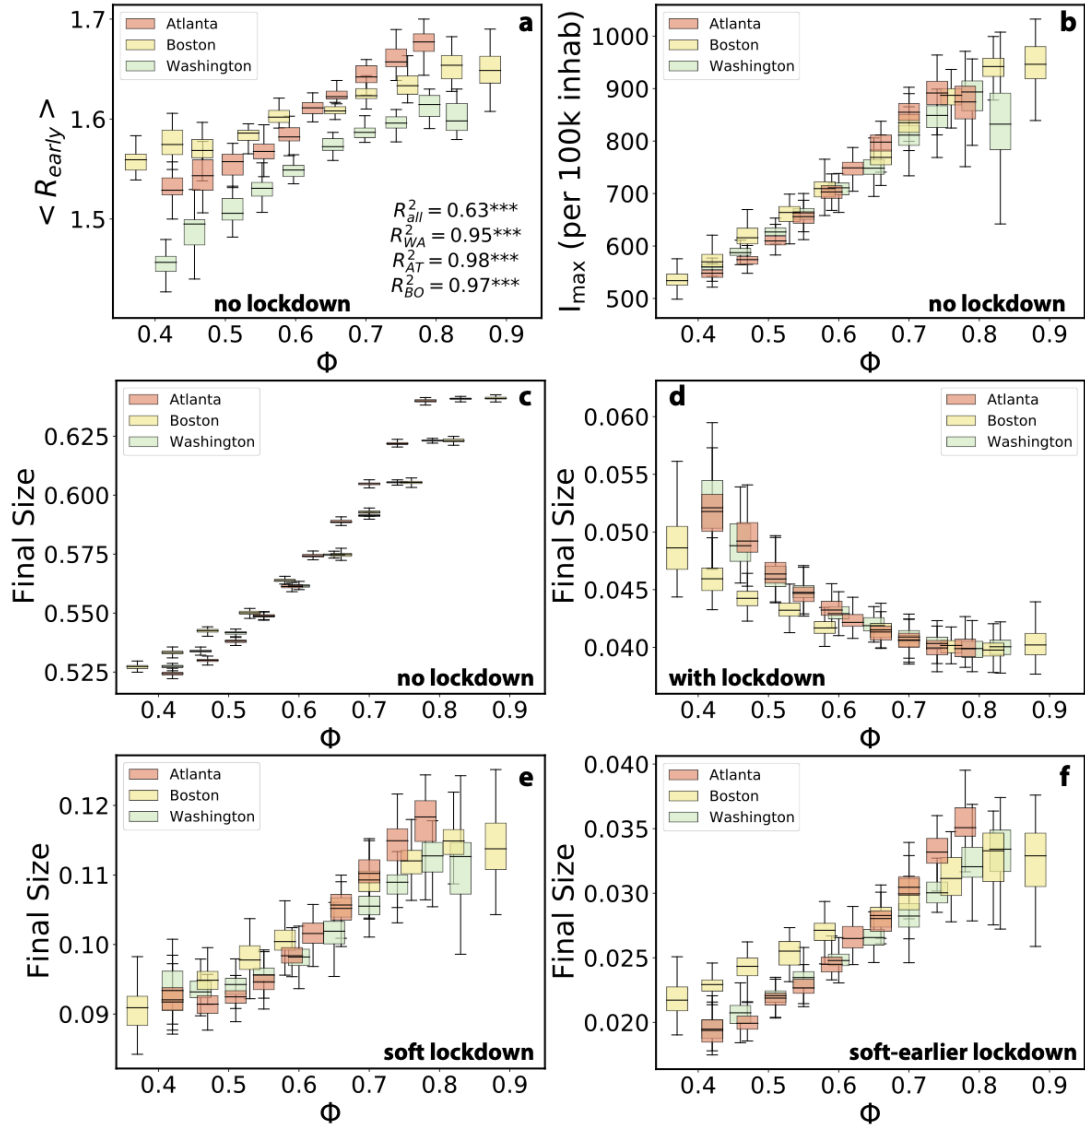 a
Atlanta
Boston
Washington
1.7
1.6
1.5
< R_early >
R²_all = 0.63***
R²_WA = 0.95***
R²_AT = 0.98***
R²_BO = 0.97***
no lockdown
0.4 0.5 0.6 0.7 0.8 0.9
Φ
b
Atlanta
Boston
Washington
1000
900
800
700
600
500
I_max (per 100k inhab)
no lockdown
0.4 0.5 0.6 0.7 0.8 0.9
Φ
c
Atlanta
Boston
Washington
0.625
0.600
0.575
0.550
0.525
Final Size
no lockdown
0.4 0.5 0.6 0.7 0.8 0.9
Φ
d
Atlanta
Boston
Washington
0.060
0.055
0.050
0.045
0.040
Final Size
with lockdown
0.4 0.5 0.6 0.7 0.8 0.9
Φ
e
Atlanta
Boston
Washington
0.12
0.11
0.10
0.09
Final Size
soft lockdown
0.4 0.5 0.6 0.7 0.8 0.9
Φ
f
Atlanta
Boston
Washington
0.040
0.035
0.030
0.025
0.020
Final Size
soft-earlier lockdown
0.4 0.5 0.6 0.7 0.8 0.9
Φ